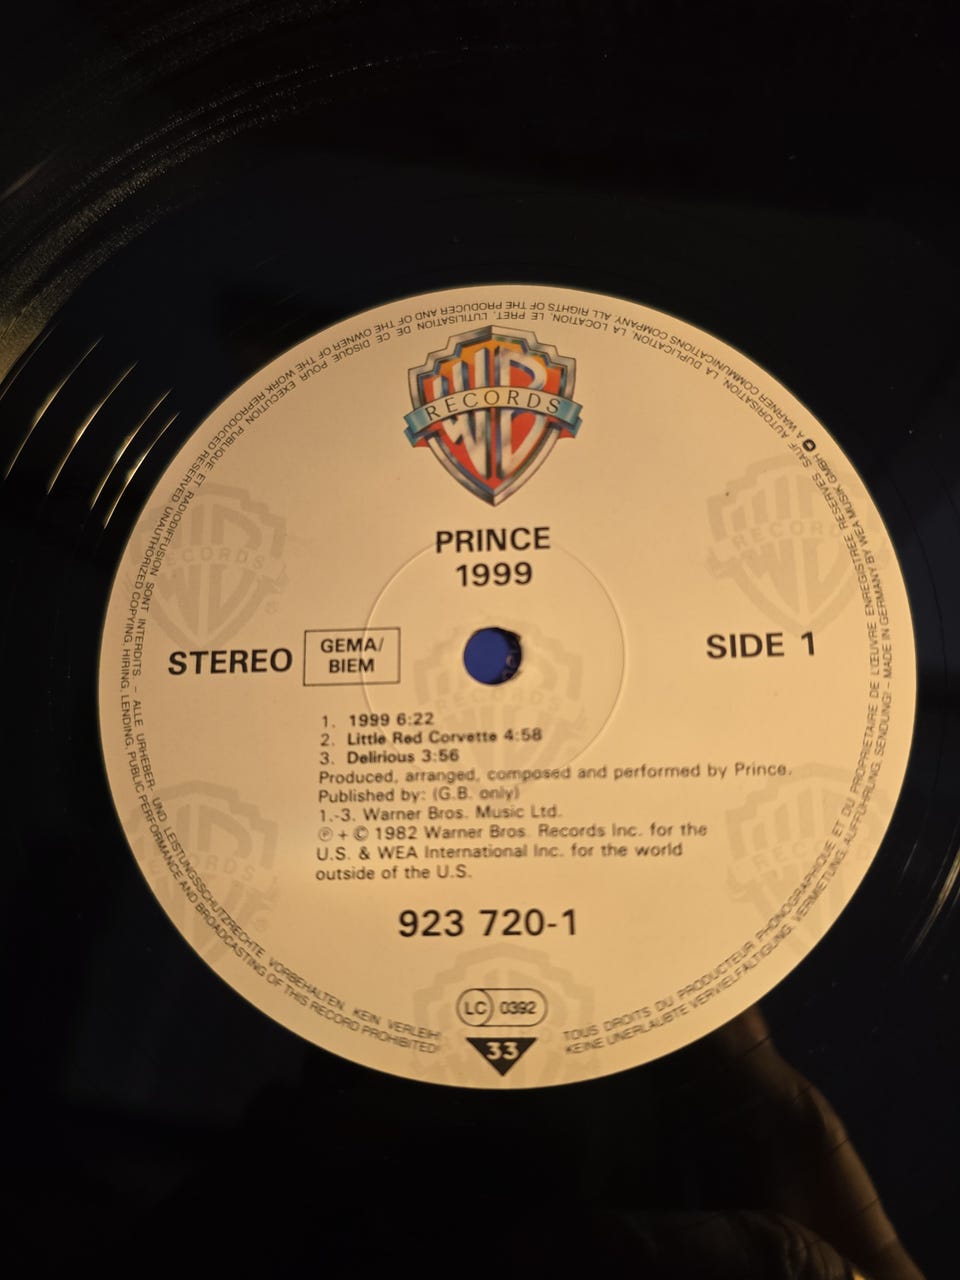 RECORDS
PRINCE
1999
STEREO
GEMA/
BIEM
SIDE 1
1. 1999 6:22
2. Little Red Corvette 4:58
3. Delirious 3:56
Produced, arranged, composed and performed by Prince.
Published by: (G.B. only)
1.-3. Warner Bros. Music Ltd.
℗ + © 1982 Warner Bros. Records Inc. for the
U.S. & WEA International Inc. for the world
outside of the U.S.
923 720-1
LC 0392
33
TOUS DROITS DU PRODUCTEUR PHONOGRAPHIQUE ET DU PROPRIETAIRE DE L'ŒUVRE ENREGISTREE RESERVES. SAUF AUTORISATION, LA DUPLICATION, LA LOCATION, LE PRET, L'UTILISATION DE CE DISQUE POUR EXECUTION PUBLIQUE ET RADIODIFFUSION SONT INTERDITS. – ALLE URHEBER- UND LEISTUNGSSCHUTZRECHTE VORBEHALTEN. KEIN VERLEIH!
KEINE UNERLAUBTE VERVIELFÄLTIGUNG, VERMIETUNG, AUFFÜHRUNG, SENDUNG! – MADE IN GERMANY BY WEA MUSIK GMBH A WARNER COMMUNICATIONS COMPANY. ALL RIGHTS OF THE PRODUCER AND OF THE OWNER OF THE WORK REPRODUCED RESERVED. UNAUTHORIZED COPYING, HIRING, LENDING, PUBLIC PERFORMANCE AND BROADCASTING OF THIS RECORD PROHIBITED!